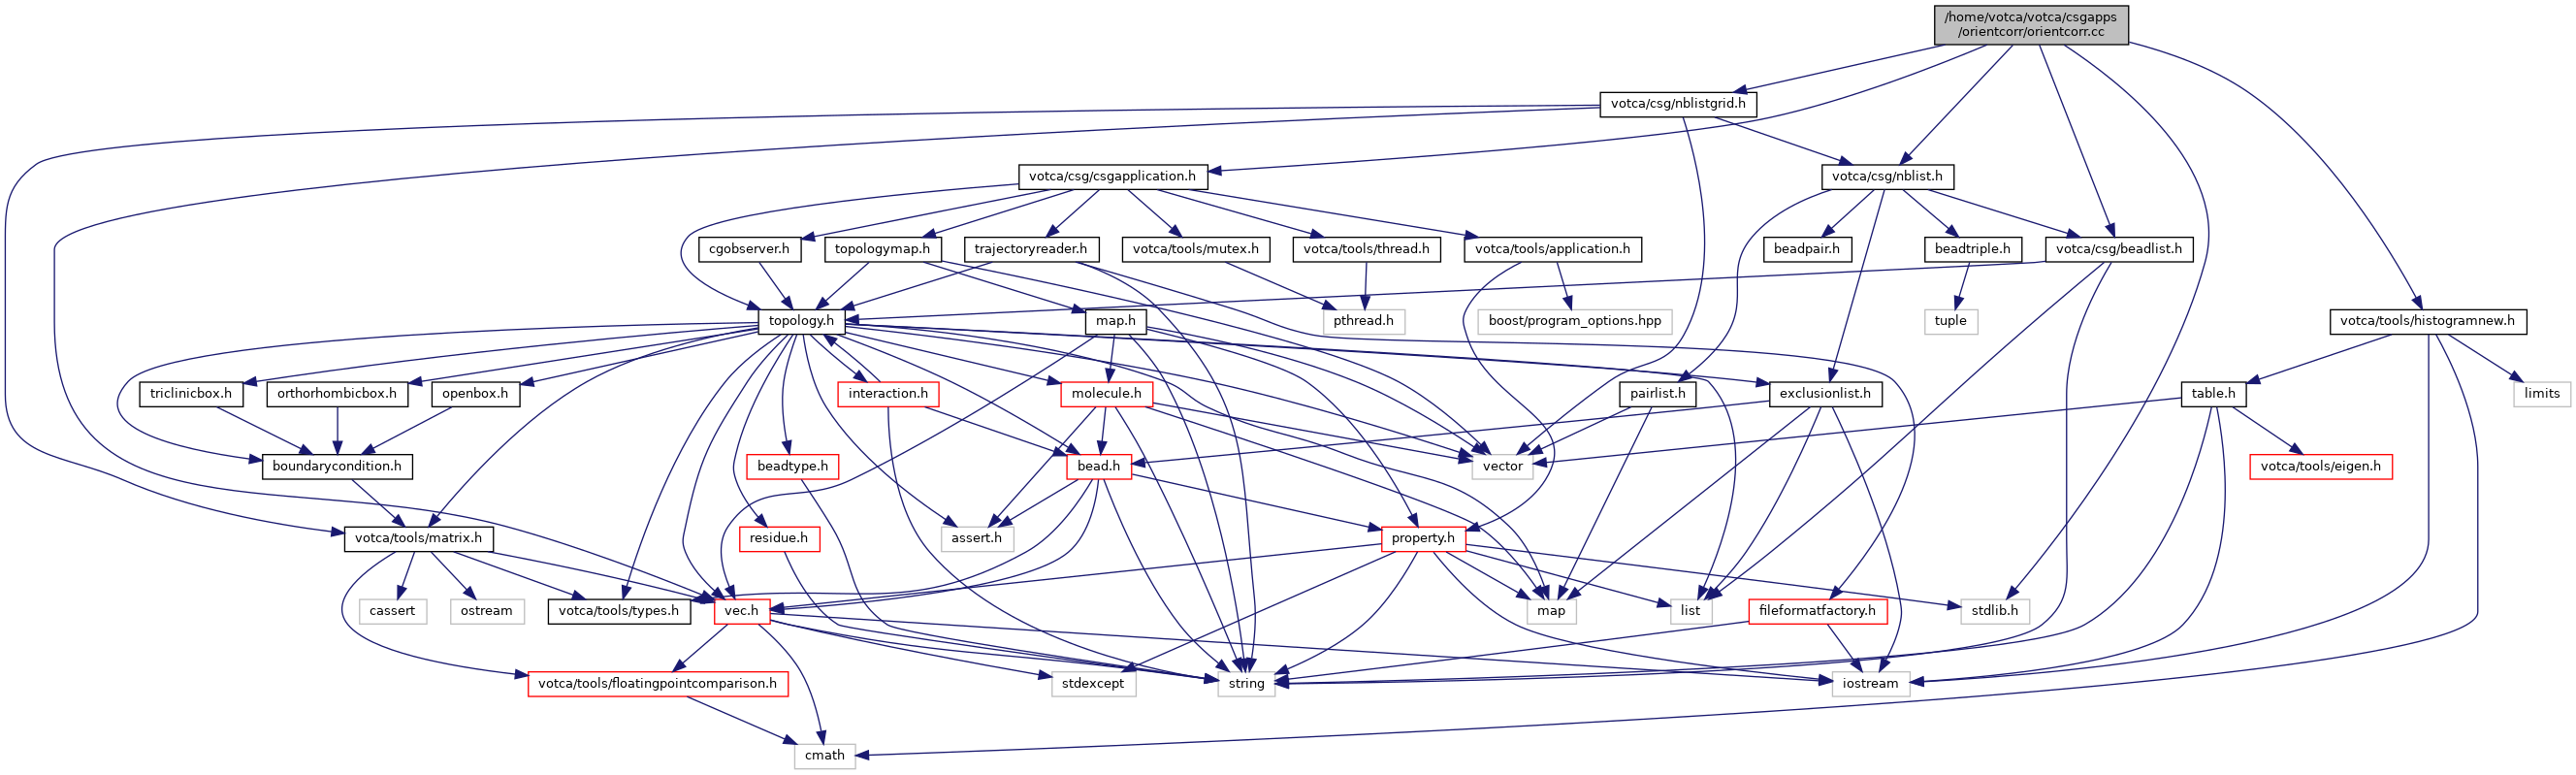 /home/votca/votca/csgapps
/orientcorr/orientcorr.cc
votca/csg/nblistgrid.h
votca/csg/csgapplication.h
votca/csg/nblist.h
cgobserver.h
topologymap.h
trajectoryreader.h
votca/tools/mutex.h
votca/tools/thread.h
votca/tools/application.h
beadpair.h
beadtriple.h
votca/csg/beadlist.h
topology.h
map.h
pthread.h
boost/program_options.hpp
tuple
votca/tools/histogramnew.h
triclinicbox.h
orthorhombicbox.h
openbox.h
interaction.h
molecule.h
pairlist.h
exclusionlist.h
table.h
limits
boundarycondition.h
beadtype.h
bead.h
vector
votca/tools/eigen.h
votca/tools/matrix.h
residue.h
assert.h
property.h
cassert
ostream
votca/tools/types.h
vec.h
map
list
fileformatfactory.h
stdlib.h
votca/tools/floatingpointcomparison.h
stdexcept
string
iostream
cmath